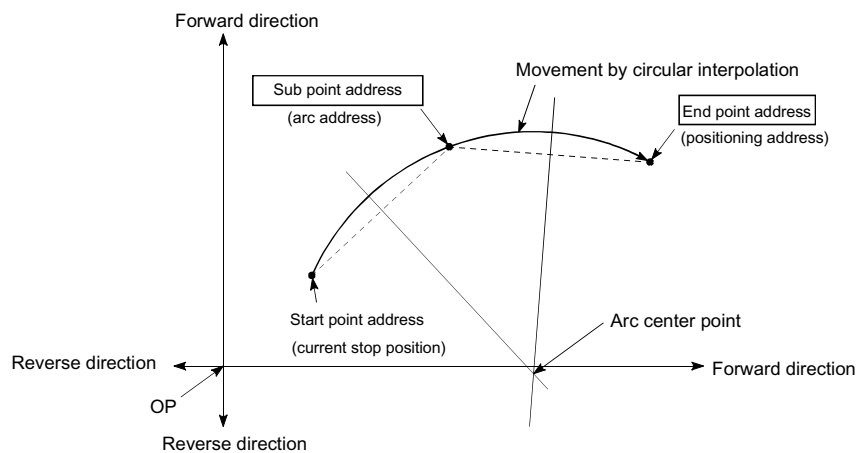 Forward direction
Movement by circular interpolation
Sub point address
(arc address)
End point address
(positioning address)
Start point address
(current stop position)
Arc center point
Reverse direction
Forward direction
OP
Reverse direction